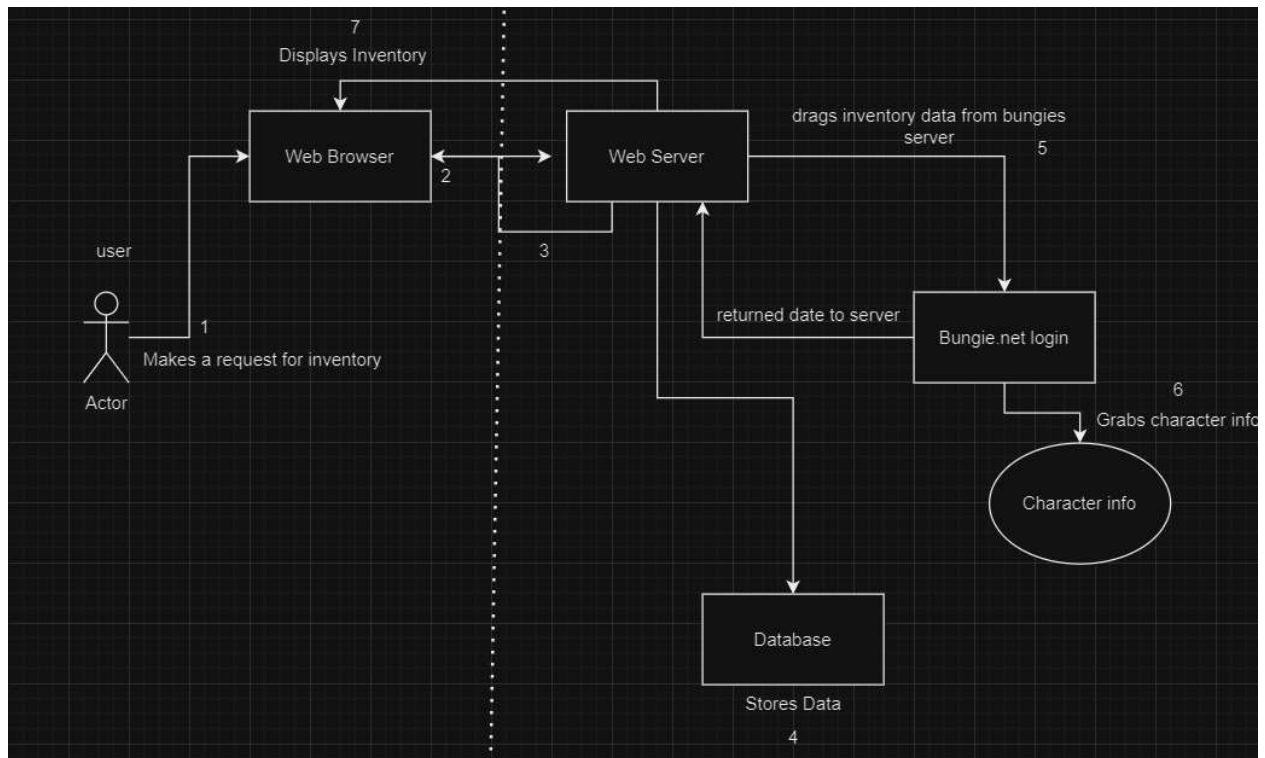 7
Displays Inventory
drags inventory data from bungies
server
5
Web Browser
2
Web Server
3
user
1
Makes a request for inventory
Actor
returned date to server
Bungie.net login
6
Grabs character info
Character info
Database
Stores Data
4